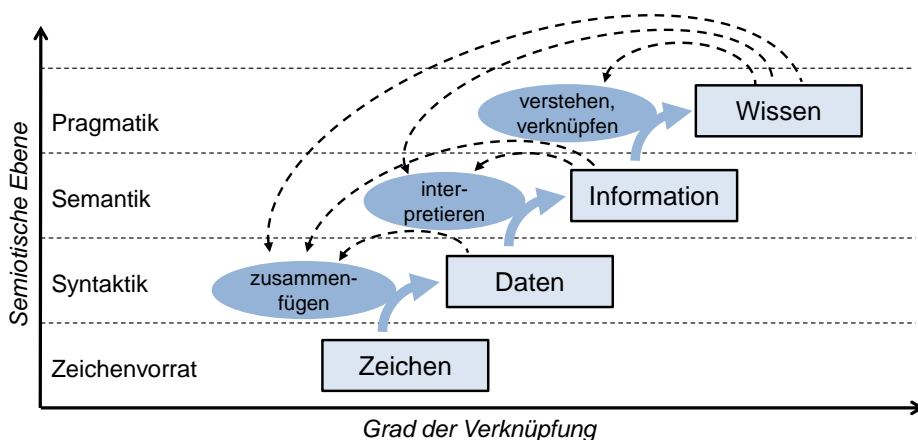 Semiotische Ebene
Pragmatik
verstehen,
verknüpfen
Wissen
Semantik
inter-
pretieren
Information
Syntaktik
zusammen-
fügen
Daten
Zeichenvorrat
Zeichen
Grad der Verknüpfung